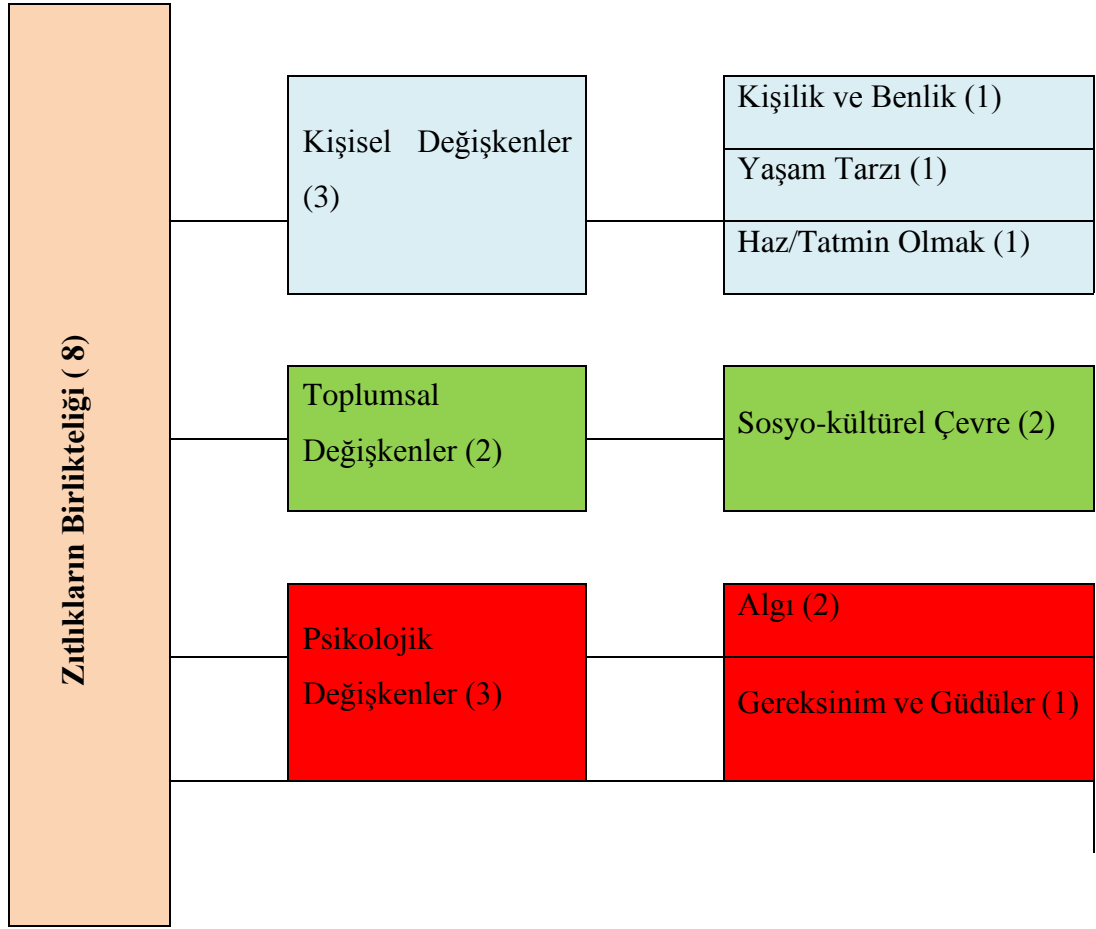 Zıtlıkların Birlikteliği ( 8)
Kişisel Değişkenler
(3)
Kişilik ve Benlik (1)
Yaşam Tarzı (1)
Haz/Tatmin Olmak (1)
Toplumsal
Değişkenler (2)
Sosyo-kültürel Çevre (2)
Psikolojik
Değişkenler (3)
Algı (2)
Gereksinim ve Güdüler (1)